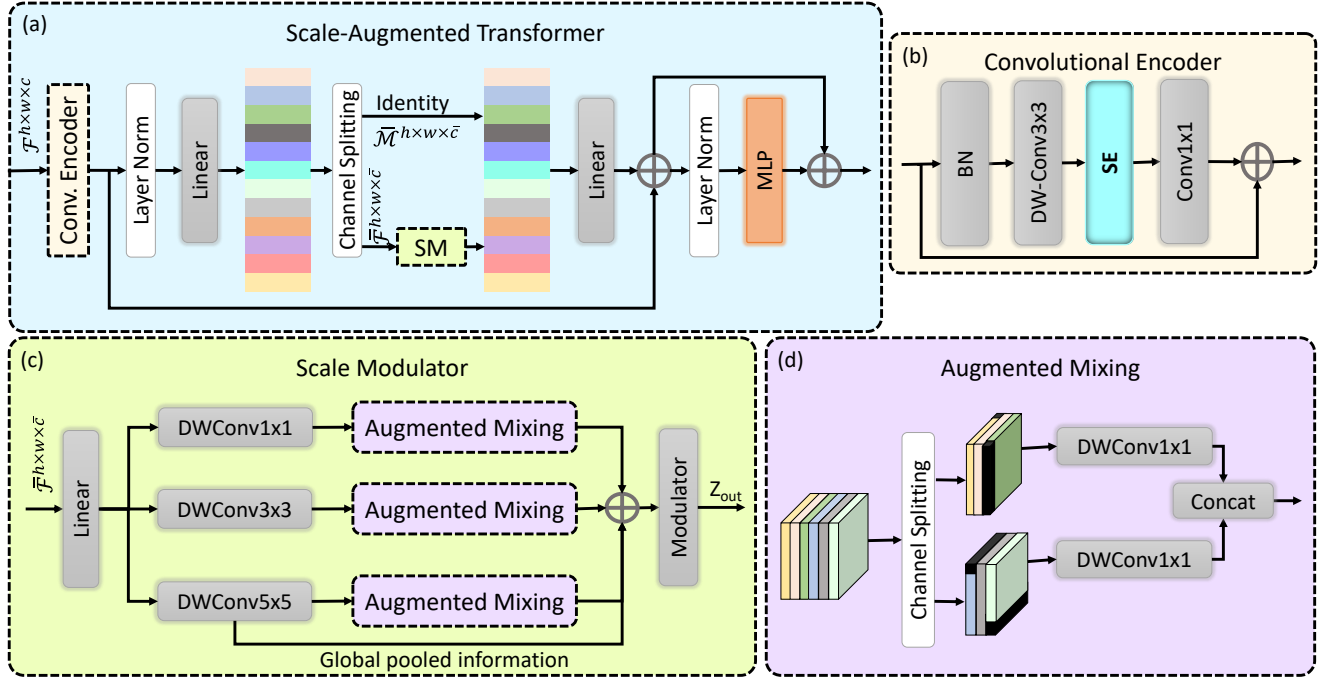 (a)
Scale-Augmented Transformer
ℱ^{h×w×c}
Conv. Encoder
Layer Norm
Linear
Channel Splitting
Identity
ℳ̅^{h×w×c̄}
ℱ̅^{h×w×c̄}
SM
Linear
Layer Norm
MLP
(b)
Convolutional Encoder
BN
DW-Conv3x3
SE
Conv1x1
(c)
Scale Modulator
ℱ̅^{h×w×c̄}
Linear
DWConv1x1
Augmented Mixing
DWConv3x3
Augmented Mixing
DWConv5x5
Augmented Mixing
Global pooled information
Modulator
Z_out
(d)
Augmented Mixing
Channel Splitting
DWConv1x1
DWConv1x1
Concat